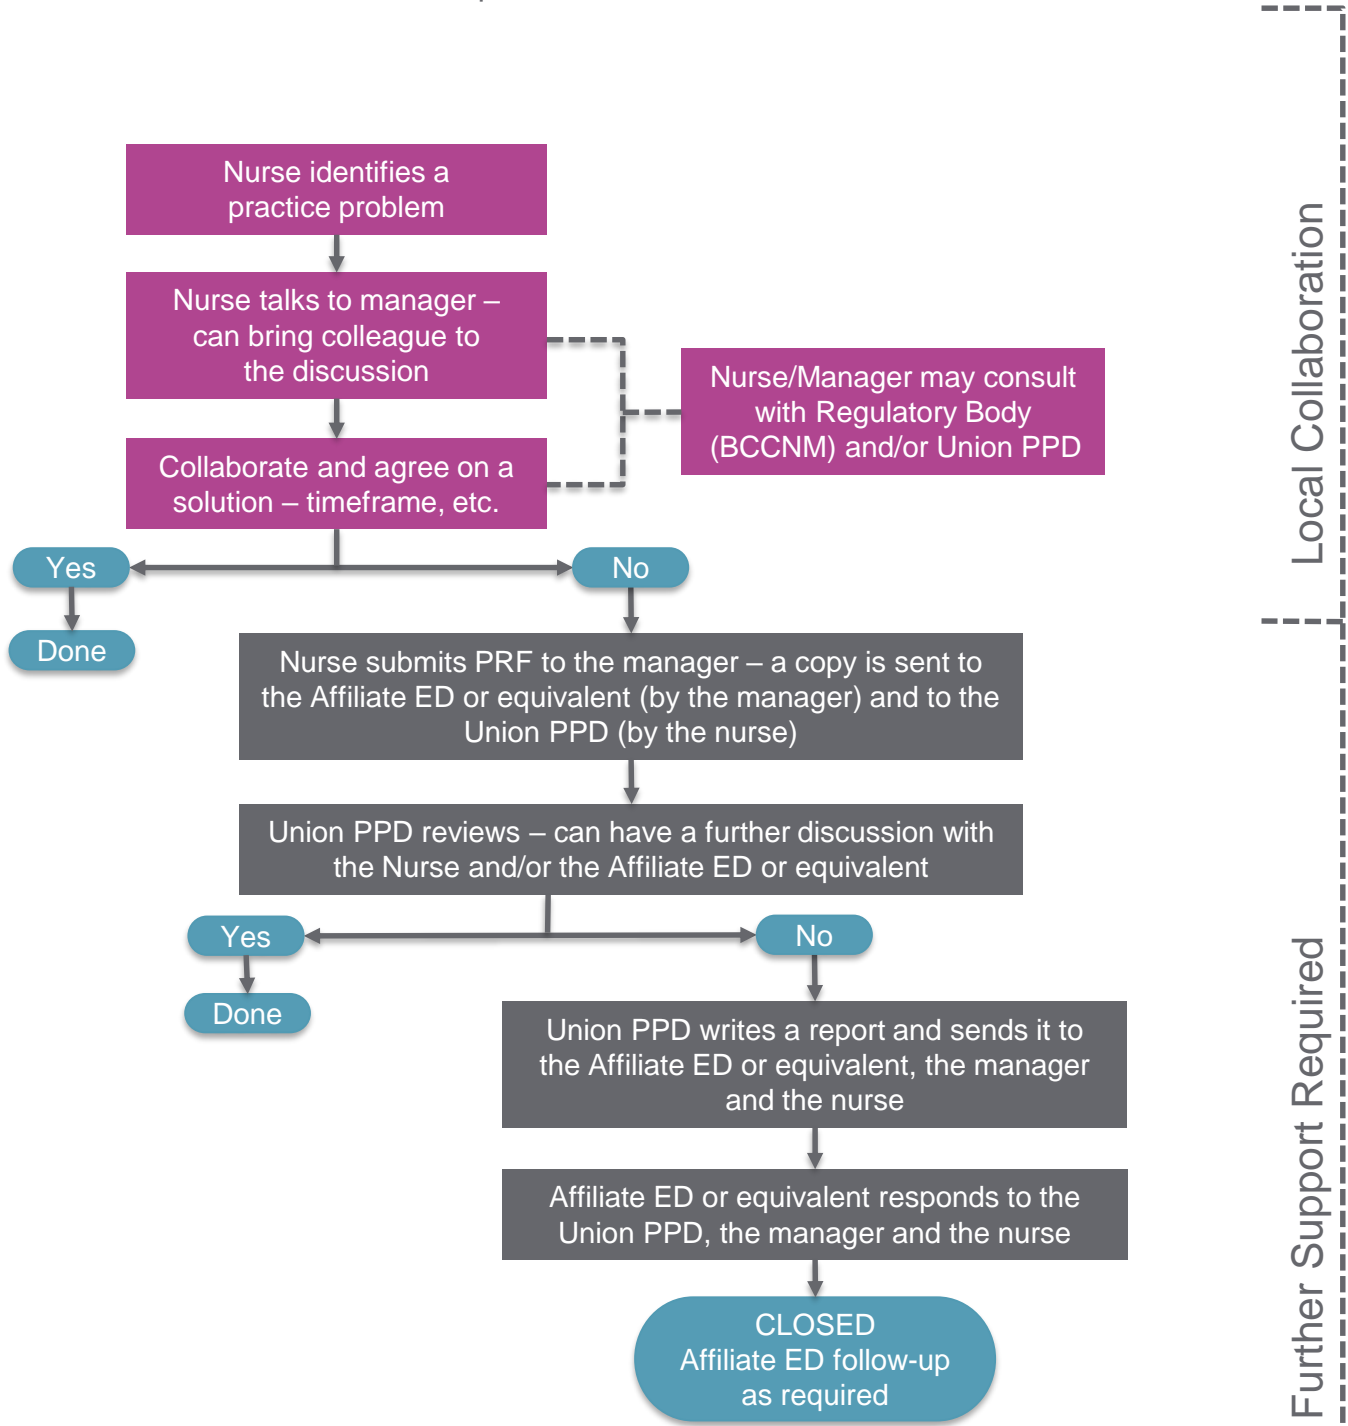 Nurse identifies a
practice problem
Nurse talks to manager –
can bring colleague to
the discussion
Nurse/Manager may consult
with Regulatory Body
(BCCNM) and/or Union PPD
Collaborate and agree on a
solution – timeframe, etc.
Yes
No
Done
Nurse submits PRF to the manager – a copy is sent to
the Affiliate ED or equivalent (by the manager) and to the
Union PPD (by the nurse)
Union PPD reviews – can have a further discussion with
the Nurse and/or the Affiliate ED or equivalent
Yes
No
Done
Union PPD writes a report and sends it to
the Affiliate ED or equivalent, the manager
and the nurse
Affiliate ED or equivalent responds to the
Union PPD, the manager and the nurse
CLOSED
Affiliate ED follow-up
as required
Local Collaboration
Further Support Required